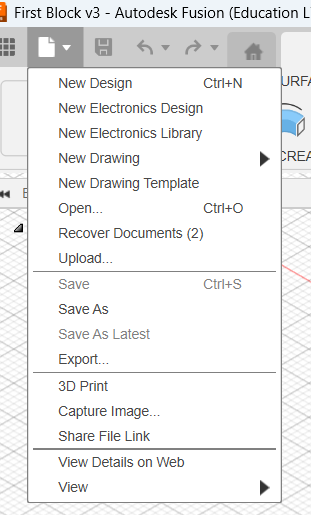 First Block v3 - Autodesk Fusion (Education L
New Design Ctrl+N
New Electronics Design
New Electronics Library
New Drawing
New Drawing Template
Open... Ctrl+O
Recover Documents (2)
Upload...
Save Ctrl+S
Save As
Save As Latest
Export...
3D Print
Capture Image...
Share File Link
View Details on Web
View
URFA
CREA